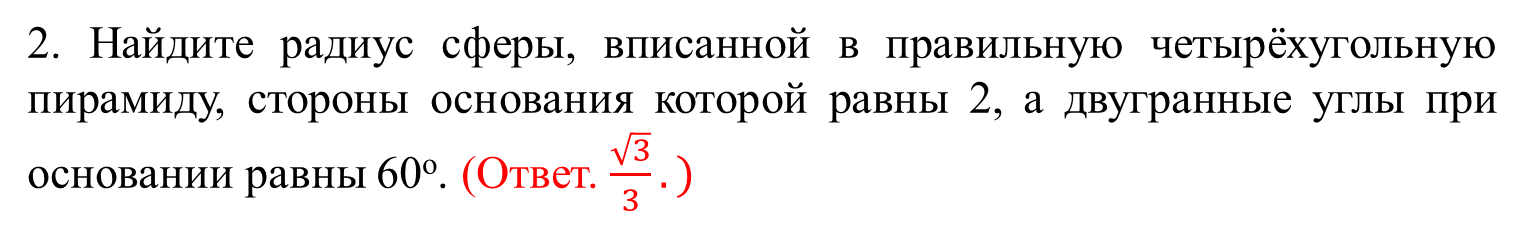 2. Найдите радиус сферы, вписанной в правильную четырёхугольную
пирамиду, стороны основания которой равны 2, а двугранные углы при
основании равны 60º. (Ответ. √3/3.)